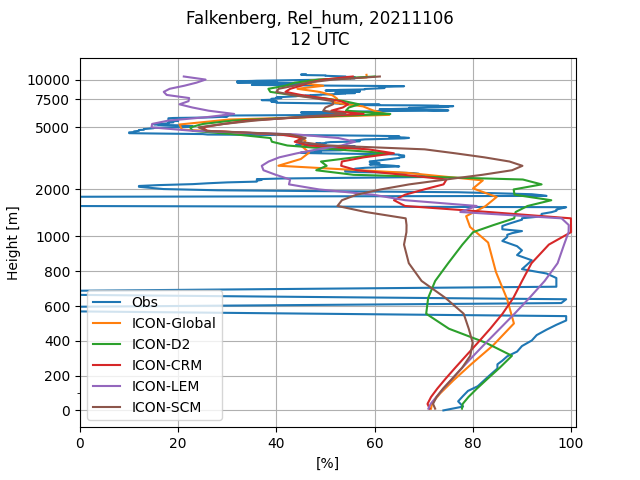 Falkenberg, Rel_hum, 20211106
12 UTC
Height [m]
10000
7500
5000
2000
1000
800
600
400
200
0
Obs
ICON-Global
ICON-D2
ICON-CRM
ICON-LEM
ICON-SCM
0 20 40 60 80 100
[%]